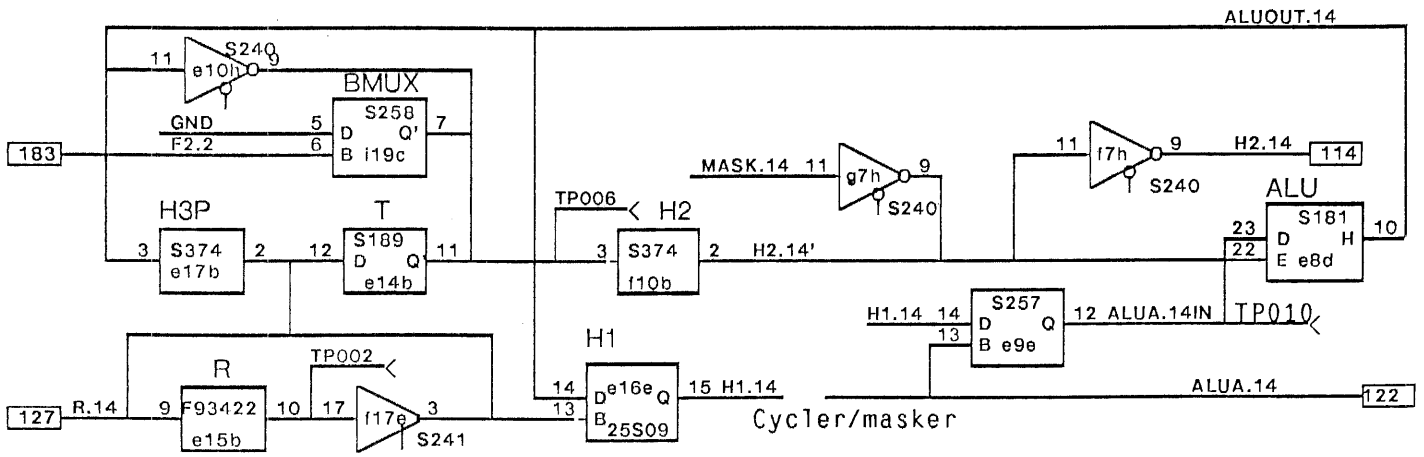 ALUOUT.14
S240
11 e10h 9
BMUX
S258
GND 5 D Q' 7
183 F2.2 6 B i19c
MASK.14 11 g7h 9
S240
11 f7h 9 H2.14 114
S240
TP006
H3P
3 S374 2
e17b
T
S189
12 D Q' 11
e14b
H2
3 S374 2 H2.14'
f10b
ALU
S181
23 D H 10
22 E e8d
S257
H1.14 14 D Q 12 ALUA.14IN TP010
13 B e9e
TP002
R
127 R.14 9 F93422 10 17 f17e 3
e15b
S241
H1
14 D e16e Q 15 H1.14
13 B 25S09
Cycler/masker
ALUA.14 122